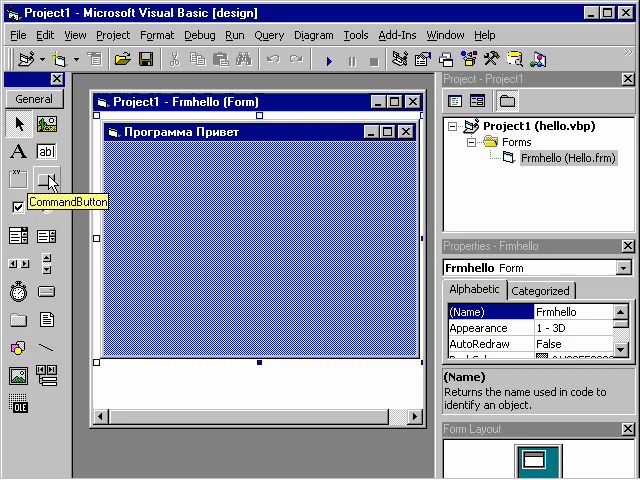 Project1 - Microsoft Visual Basic [design]
File Edit View Project Format Debug Run Query Diagram Tools Add-Ins Window Help
General
A ab|
XY
CommandButton
OLE
Project1 - Frmhello (Form)
Программа Привет
Project - Project1
Project1 (hello.vbp)
Forms
Frmhello (Hello.frm)
Properties - Frmhello
Frmhello Form
Alphabetic Categorized
(Name) Frmhello
Appearance 1 - 3D
AutoRedraw False
(Name)
Returns the name used in code to
identify an object.
Form Layout